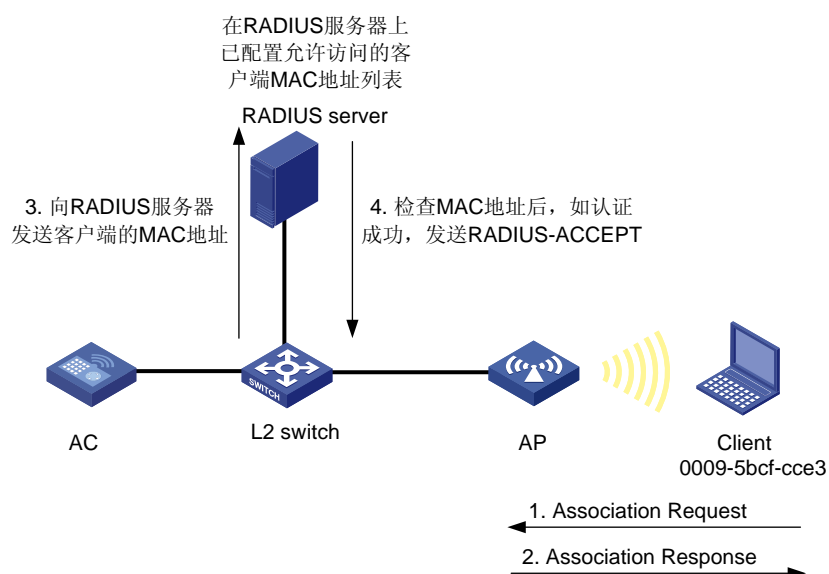 在RADIUS服务器上
已配置允许访问的客
户端MAC地址列表
RADIUS server
3. 向RADIUS服务器
发送客户端的MAC地址
4. 检查MAC地址后，如认证
成功，发送RADIUS-ACCEPT
SWITCH
AC
L2 switch
AP
Client
0009-5bcf-cce3
1. Association Request
2. Association Response